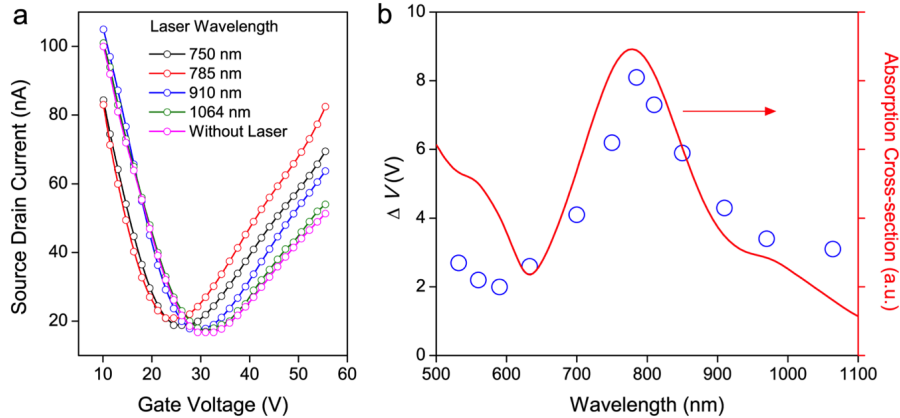 a
Laser Wavelength
750 nm
785 nm
910 nm
1064 nm
Without Laser
Source Drain Current (nA)
100
80
60
40
20
0 10 20 30 40 50 60
Gate Voltage (V)
b
Δ V (V)
10
8
6
4
2
0
500 600 700 800 900 1000 1100
Wavelength (nm)
Absorption Cross-section (a.u.)